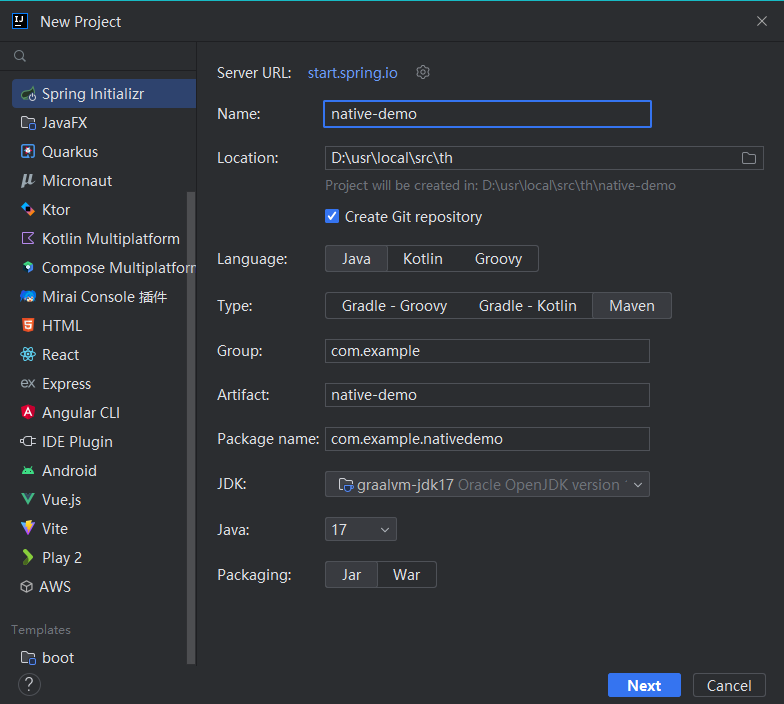 New Project
Spring Initializr
JavaFX
Quarkus
Micronaut
Ktor
Kotlin Multiplatform
Compose Multiplatform
Mirai Console 插件
HTML
React
Express
Angular CLI
IDE Plugin
Android
Vue.js
Vite
Play 2
AWS
Templates
boot
Server URL: start.spring.io
Name: native-demo
Location: D:\usr\local\src\th
Project will be created in: D:\usr\local\src\th\native-demo
Create Git repository
Language: Java Kotlin Groovy
Type: Gradle - Groovy Gradle - Kotlin Maven
Group: com.example
Artifact: native-demo
Package name: com.example.nativedemo
JDK: graalvm-jdk17 Oracle OpenJDK version
Java: 17
Packaging: Jar War
? Next Cancel